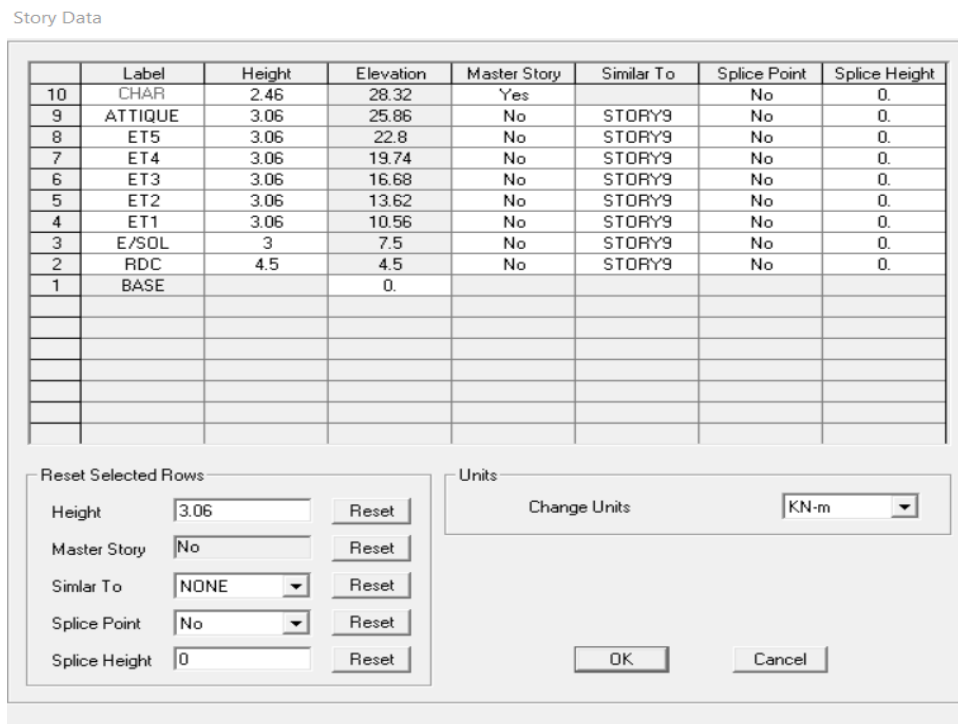 Story Data
Label Height Elevation Master Story Similar To Splice Point Splice Height
10 CHAR 2.46 28.32 Yes No 0.
9 ATTIQUE 3.06 25.86 No STORY9 No 0.
8 ET5 3.06 22.8 No STORY9 No 0.
7 ET4 3.06 19.74 No STORY9 No 0.
6 ET3 3.06 16.68 No STORY9 No 0.
5 ET2 3.06 13.62 No STORY9 No 0.
4 ET1 3.06 10.56 No STORY9 No 0.
3 E/SOL 3 7.5 No STORY9 No 0.
2 RDC 4.5 4.5 No STORY9 No 0.
1 BASE 0.
Reset Selected Rows
Height 3.06 Reset
Master Story No Reset
Simlar To NONE Reset
Splice Point No Reset
Splice Height 0 Reset
Units
Change Units KN-m
OK Cancel